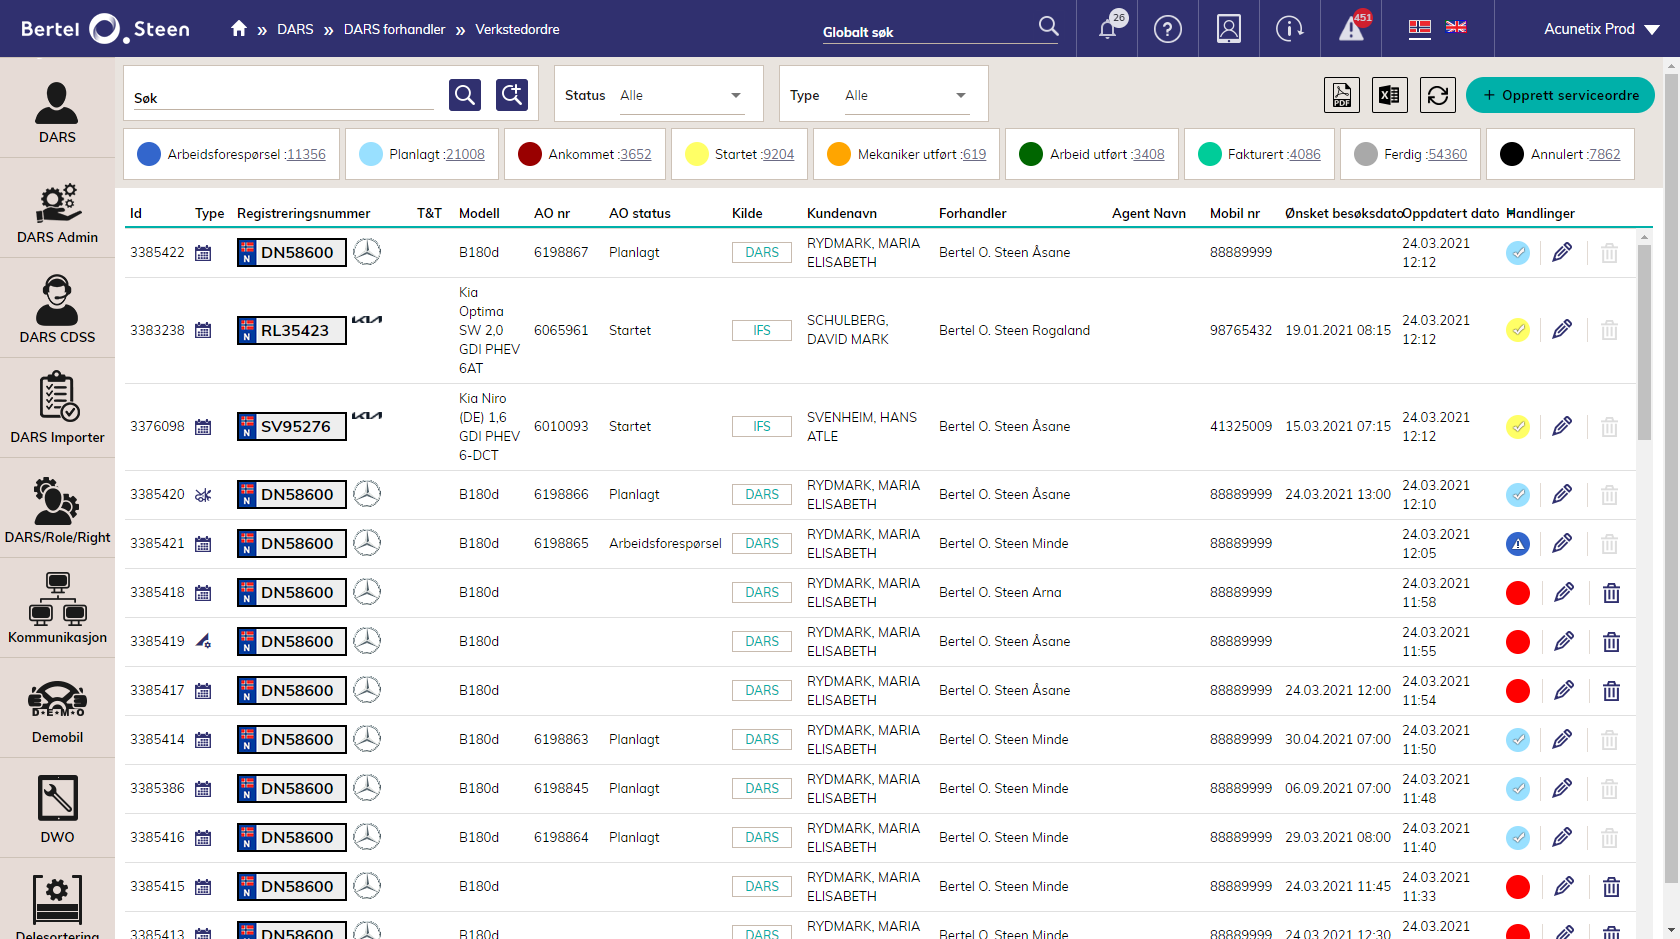 Bertel O. Steen
» DARS » DARS forhandler » Verkstedordre
Globalt søk
26
451
Acunetix Prod
DARS
DARS Admin
DARS CDSS
DARS Importer
DARS/Role/Right
Kommunikasjon
D-E-M-O
Demobil
DWO
Delesortering
Søk
Status Alle
Type Alle
PDF
+ Opprett serviceordre
Arbeidsforespørsel :11356
Planlagt :21008
Ankommet :3652
Startet :9204
Mekaniker utført :619
Arbeid utført :3408
Fakturert :4086
Ferdig :54360
Annulert :7862
Id Type Registreringsnummer T&T Modell AO nr AO status Kilde Kundenavn Forhandler Agent Navn Mobil nr Ønsket besøksdato Oppdatert dato Handlinger
3385422 N DN58600 B180d 6198867 Planlagt DARS RYDMARK, MARIA ELISABETH Bertel O. Steen Åsane 88889999 24.03.2021 12:12
3383238 N RL35423 KIA Kia Optima SW 2,0 GDI PHEV 6AT 6065961 Startet IFS SCHULBERG, DAVID MARK Bertel O. Steen Rogaland 98765432 19.01.2021 08:15 24.03.2021 12:12
3376098 N SV95276 KIA Kia Niro (DE) 1,6 GDI PHEV 6-DCT 6010093 Startet IFS SVENHEIM, HANS ATLE Bertel O. Steen Åsane 41325009 15.03.2021 07:15 24.03.2021 12:12
3385420 N DN58600 B180d 6198866 Planlagt DARS RYDMARK, MARIA ELISABETH Bertel O. Steen Åsane 88889999 24.03.2021 13:00 24.03.2021 12:10
3385421 N DN58600 B180d 6198865 Arbeidsforespørsel DARS RYDMARK, MARIA ELISABETH Bertel O. Steen Minde 88889999 24.03.2021 12:05
3385418 N DN58600 B180d DARS RYDMARK, MARIA ELISABETH Bertel O. Steen Arna 88889999 24.03.2021 11:58
3385419 N DN58600 B180d DARS RYDMARK, MARIA ELISABETH Bertel O. Steen Åsane 88889999 24.03.2021 11:55
3385417 N DN58600 B180d DARS RYDMARK, MARIA ELISABETH Bertel O. Steen Åsane 88889999 24.03.2021 12:00 24.03.2021 11:54
3385414 N DN58600 B180d 6198863 Planlagt DARS RYDMARK, MARIA ELISABETH Bertel O. Steen Minde 88889999 30.04.2021 07:00 24.03.2021 11:50
3385386 N DN58600 B180d 6198845 Planlagt DARS RYDMARK, MARIA ELISABETH Bertel O. Steen Minde 88889999 06.09.2021 07:00 24.03.2021 11:48
3385416 N DN58600 B180d 6198864 Planlagt DARS RYDMARK, MARIA ELISABETH Bertel O. Steen Minde 88889999 29.03.2021 08:00 24.03.2021 11:40
3385415 N DN58600 B180d DARS RYDMARK, MARIA ELISABETH Bertel O. Steen Minde 88889999 24.03.2021 11:45 24.03.2021 11:33
3385413 N DN58600 B180d DARS RYDMARK, MARIA Bertel O. Steen Minde 88889999 24.03.2021 12:30 24.03.2021